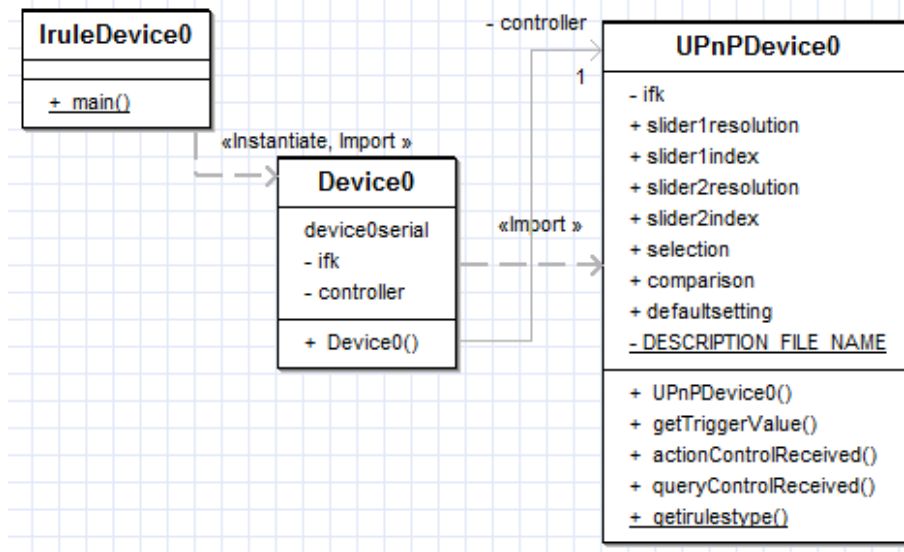 IruleDevice0
+ main()
«Instantiate, Import »
Device0
device0serial
- ifk
- controller
+ Device0()
- controller
1
«Import »
UPnPDevice0
- ifk
+ slider1resolution
+ slider1index
+ slider2resolution
+ slider2index
+ selection
+ comparison
+ defaultsetting
- DESCRIPTION_FILE_NAME
+ UPnPDevice0()
+ getTriggerValue()
+ actionControlReceived()
+ queryControlReceived()
+ getirulestype()